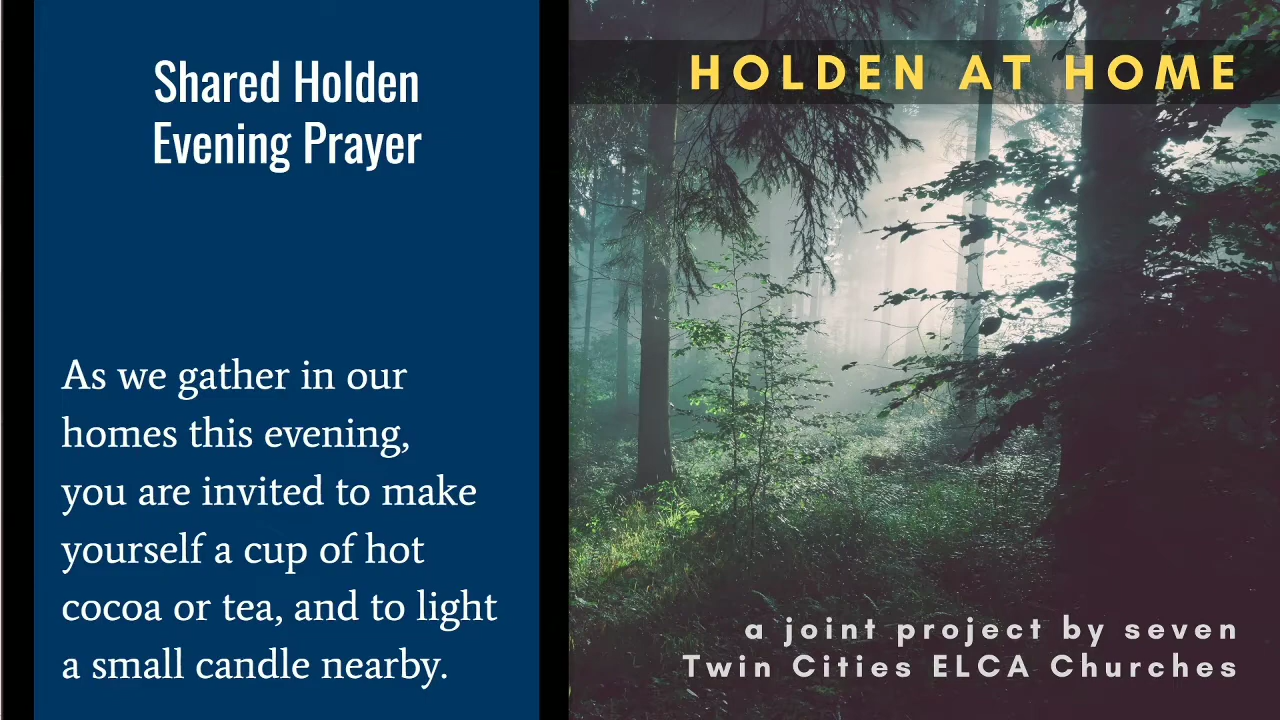 Shared Holden
Evening Prayer
As we gather in our
homes this evening,
you are invited to make
yourself a cup of hot
cocoa or tea, and to light
a small candle nearby.
HOLDEN AT HOME
a joint project by seven
Twin Cities ELCA Churches